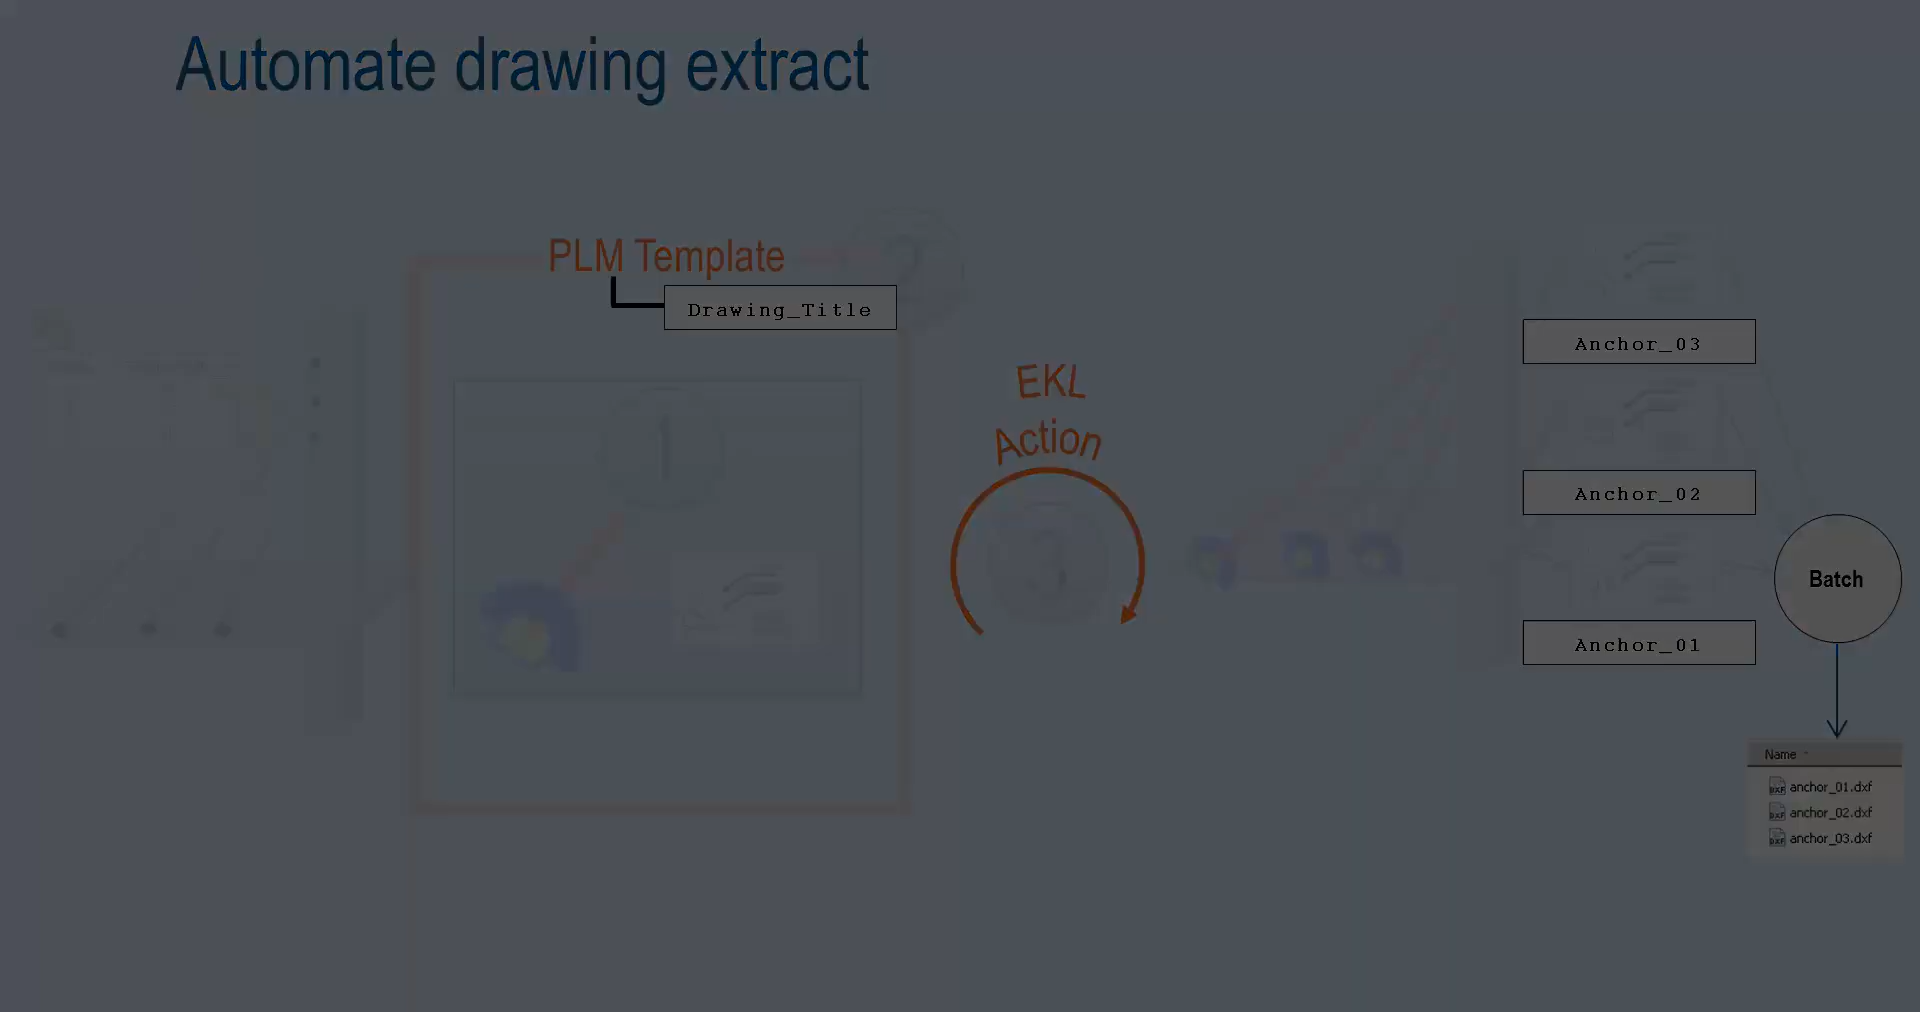 Automate drawing extract
PLM Template
Drawing_Title
EKL
Action
Anchor_03
Anchor_02
Anchor_01
Batch
Name
anchor_01.dxf
anchor_02.dxf
anchor_03.dxf